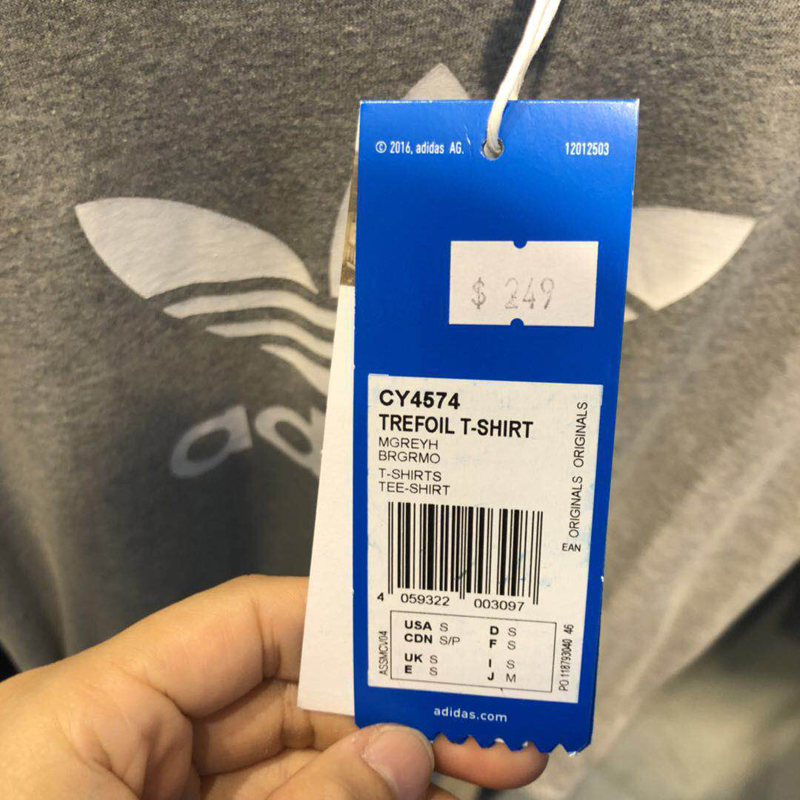 © 2016, adidas AG. 12012503
$ 249
CY4574
TREFOIL T-SHIRT
MGREYH
BRGRMO
T-SHIRTS
TEE-SHIRT
ORIGINALS ORIGINALS
EAN
4 059322 003097
USA S D S
CDN S/P F S
UK S I S
E S J M
ASSMCV04
PO 118793040 46
adidas.com